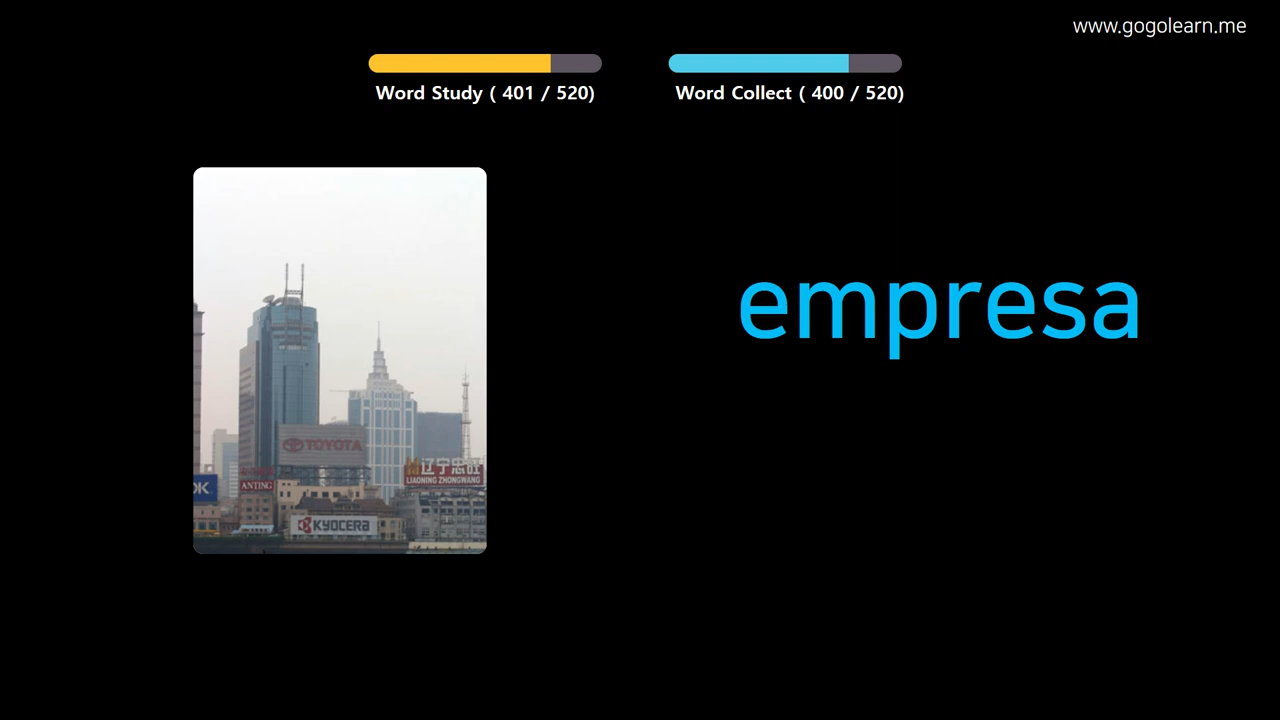 www.gogolearn.me
Word Study ( 401 / 520)
Word Collect ( 400 / 520)
empresa
TOYOTA
辽宁忠旺
LIAONING ZHONGWANG
OK
ANTING
KYOCERA